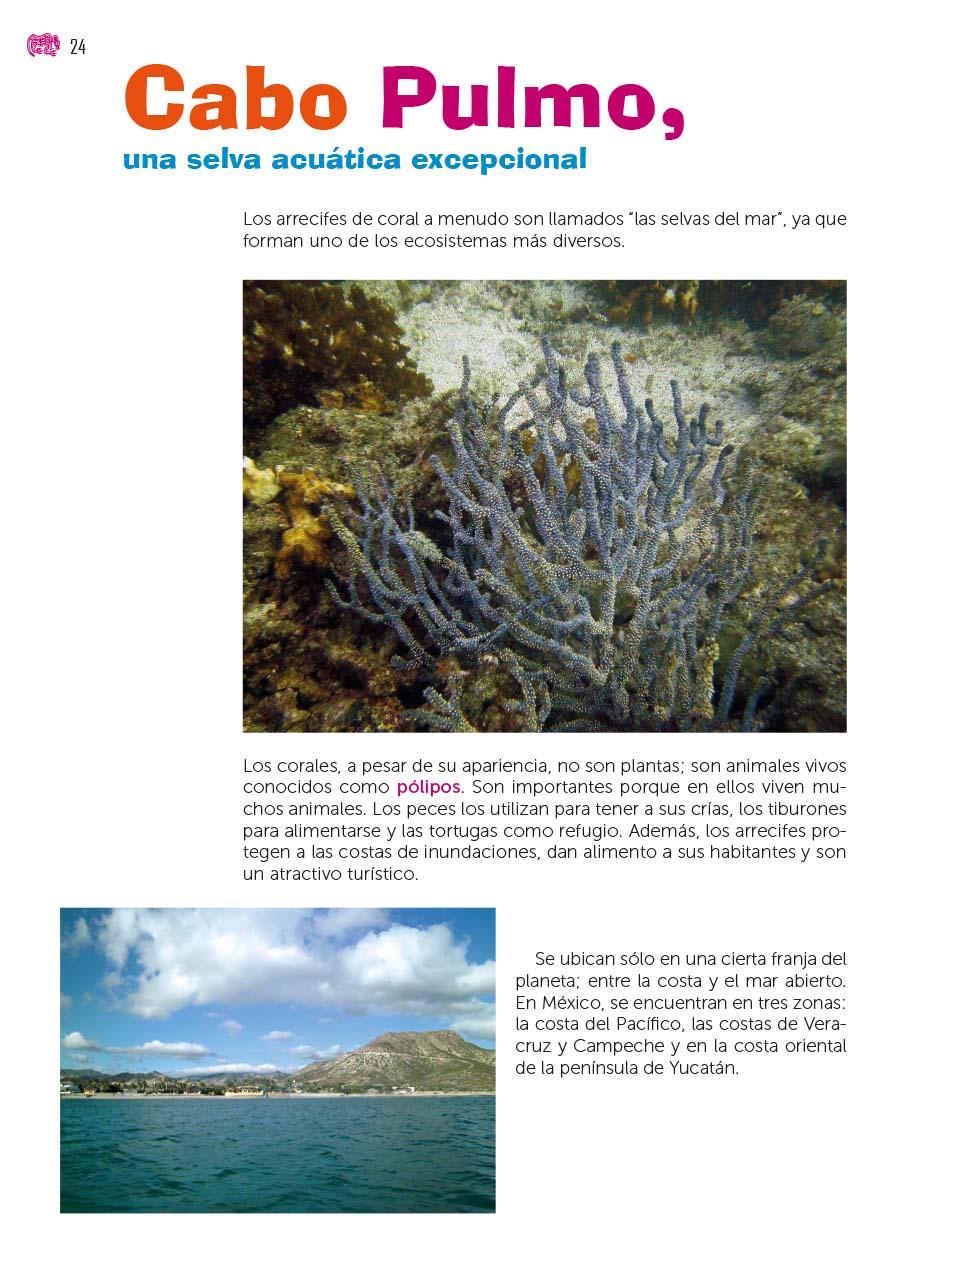 24
Cabo Pulmo,
una selva acuática excepcional
Los arrecifes de coral a menudo son llamados “las selvas del mar”, ya que
forman uno de los ecosistemas más diversos.
Los corales, a pesar de su apariencia, no son plantas; son animales vivos
conocidos como pólipos. Son importantes porque en ellos viven mu-
chos animales. Los peces los utilizan para tener a sus crías, los tiburones
para alimentarse y las tortugas como refugio. Además, los arrecifes pro-
tegen a las costas de inundaciones, dan alimento a sus habitantes y son
un atractivo turístico.
Se ubican sólo en una cierta franja del
planeta; entre la costa y el mar abierto.
En México, se encuentran en tres zonas:
la costa del Pacífico, las costas de Vera-
cruz y Campeche y en la costa oriental
de la península de Yucatán.